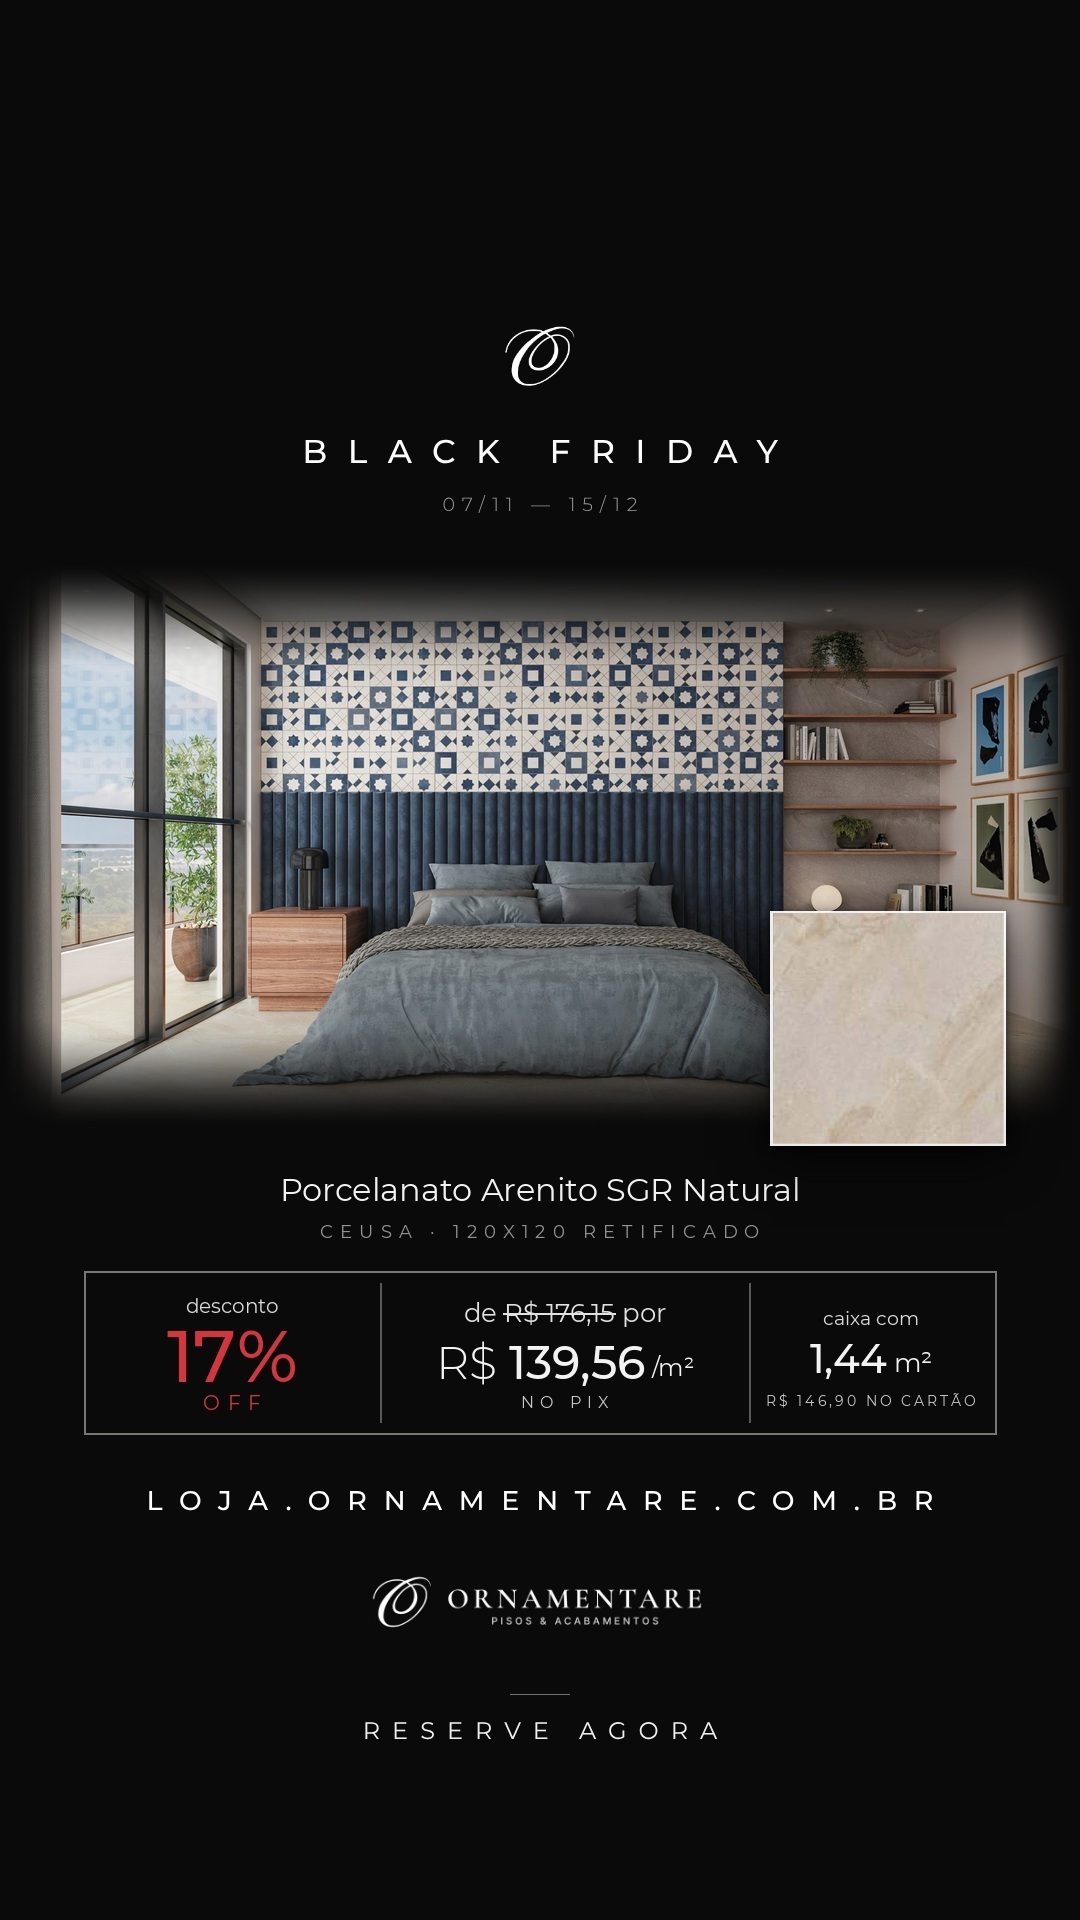 BLACK FRIDAY
07/11 — 15/12
Porcelanato Arenito SGR Natural
CEUSA · 120X120 RETIFICADO
desconto
17%
OFF
de R$ 176,15 por
R$ 139,56 /m²
NO PIX
caixa com
1,44 m²
R$ 146,90 NO CARTÃO
LOJA.ORNAMENTARE.COM.BR
ORNAMENTARE
PISOS & ACABAMENTOS
RESERVE AGORA